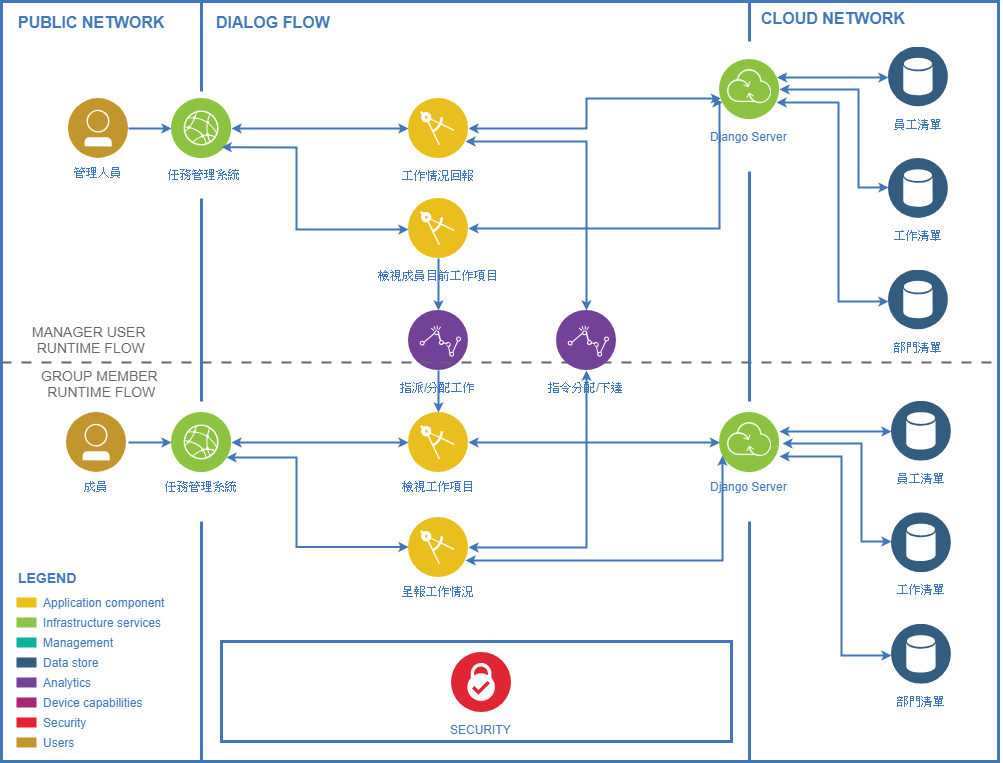 PUBLIC NETWORK
DIALOG FLOW
CLOUD NETWORK
員工清單
Django Server
管理人員
任務管理系統
工作情況回報
工作清單
檢視成員目前工作項目
MANAGER USER
RUNTIME FLOW
部門清單
GROUP MEMBER
RUNTIME FLOW
指派/分配工作
指令分配/下達
成員
任務管理系統
檢視工作項目
Django Server
員工清單
呈報工作情況
工作清單
部門清單
LEGEND
Application component
Infrastructure services
Management
Data store
Analytics
Device capabilities
Security
Users
SECURITY